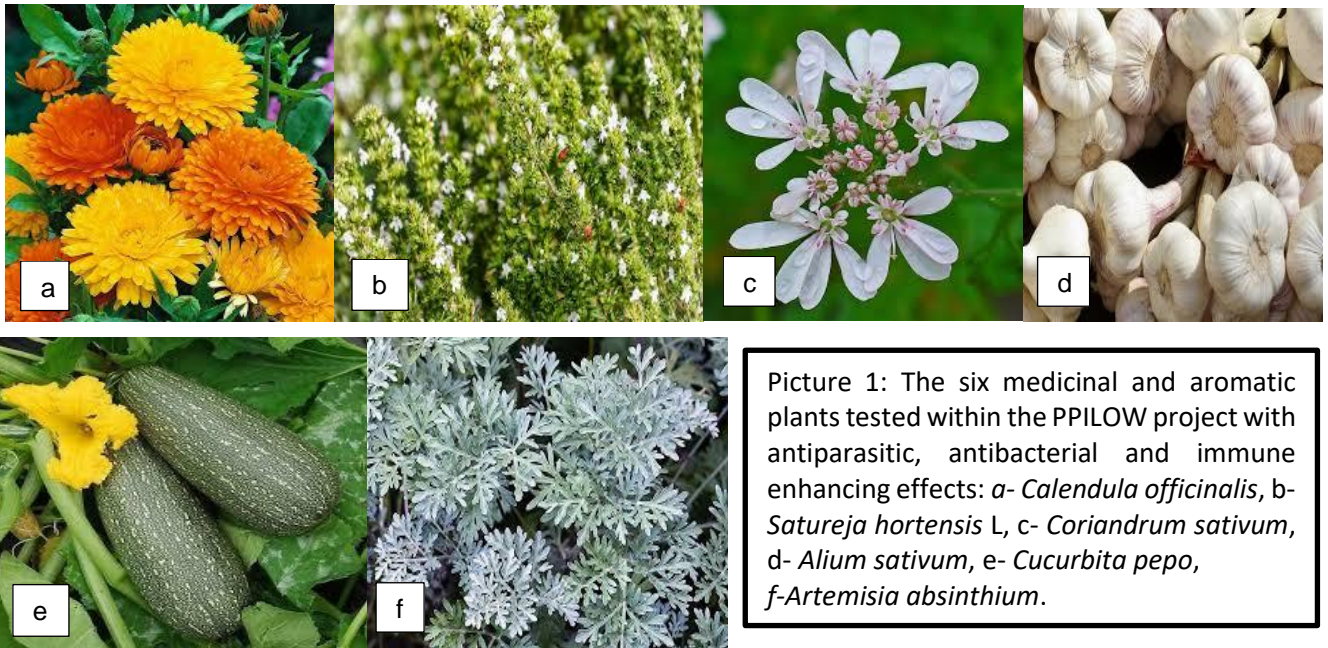 a
b
c
d
e
f
Picture 1: The six medicinal and aromatic
plants tested within the PPILOW project with
antiparasitic, antibacterial and immune
enhancing effects: a- Calendula officinalis, b-
Satureja hortensis L, c- Coriandrum sativum,
d- Alium sativum, e- Cucurbita pepo,
f-Artemisia absinthium.